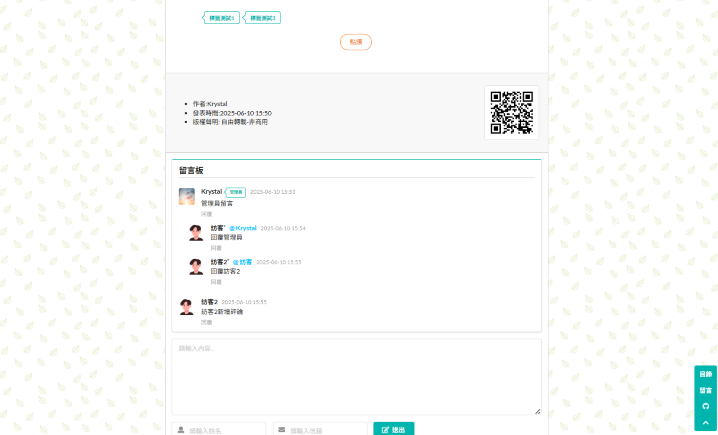 標籤測試1 標籤測試3
點讚
作者:Krystal
發表時間:2025-06-10 15:50
版權聲明: 自由轉載-非商用
留言板
Krystal 管理員 2025-06-10 15:53
管理員留言
回覆
訪客" @Krystal 2025-06-10 15:54
回覆管理員
回覆
訪客2" @ 訪客 2025-06-10 15:55
回覆訪客2
回覆
訪客2 2025-06-10 15:55
訪客2新增評論
回覆
請輸入內容...
請輸入姓名 請輸入信箱 送出
目錄
留言